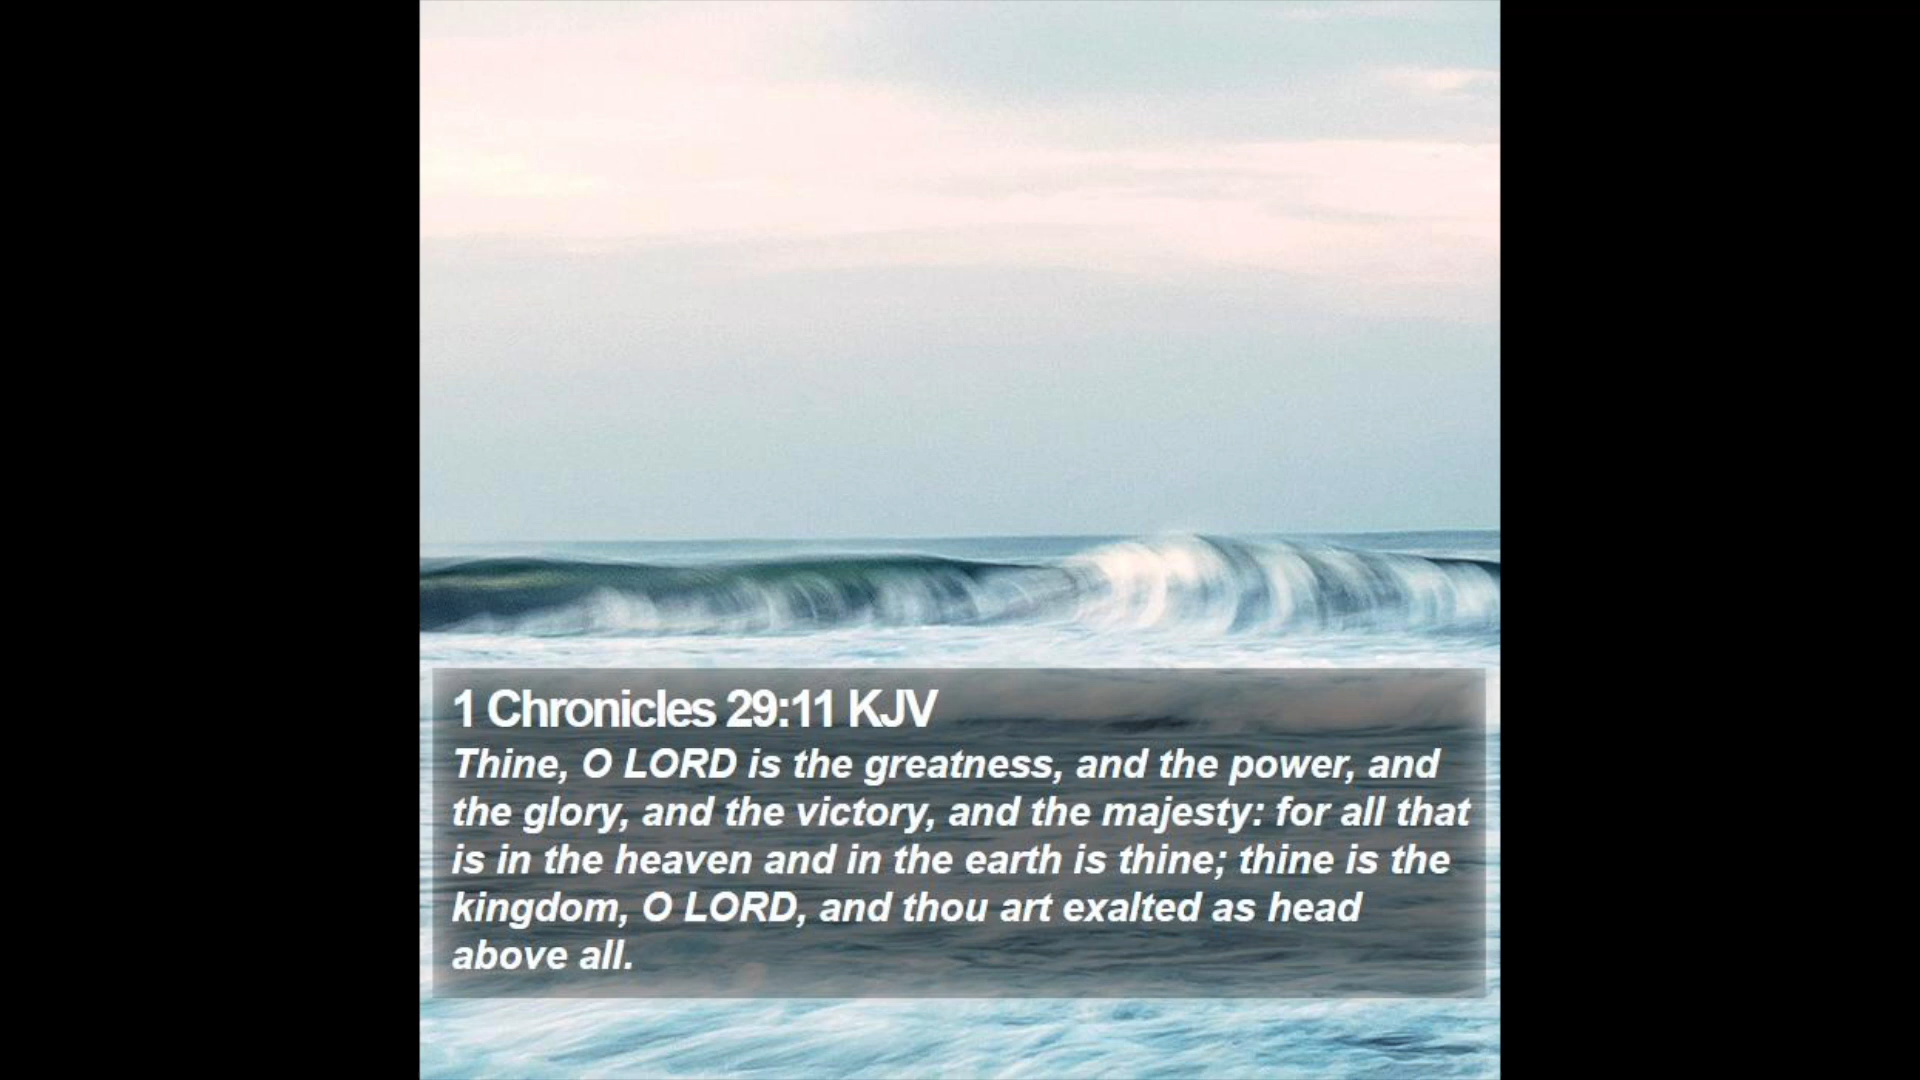 1 Chronicles 29:11 KJV
Thine, O LORD is the greatness, and the power, and
the glory, and the victory, and the majesty: for all that
is in the heaven and in the earth is thine; thine is the
kingdom, O LORD, and thou art exalted as head
above all.